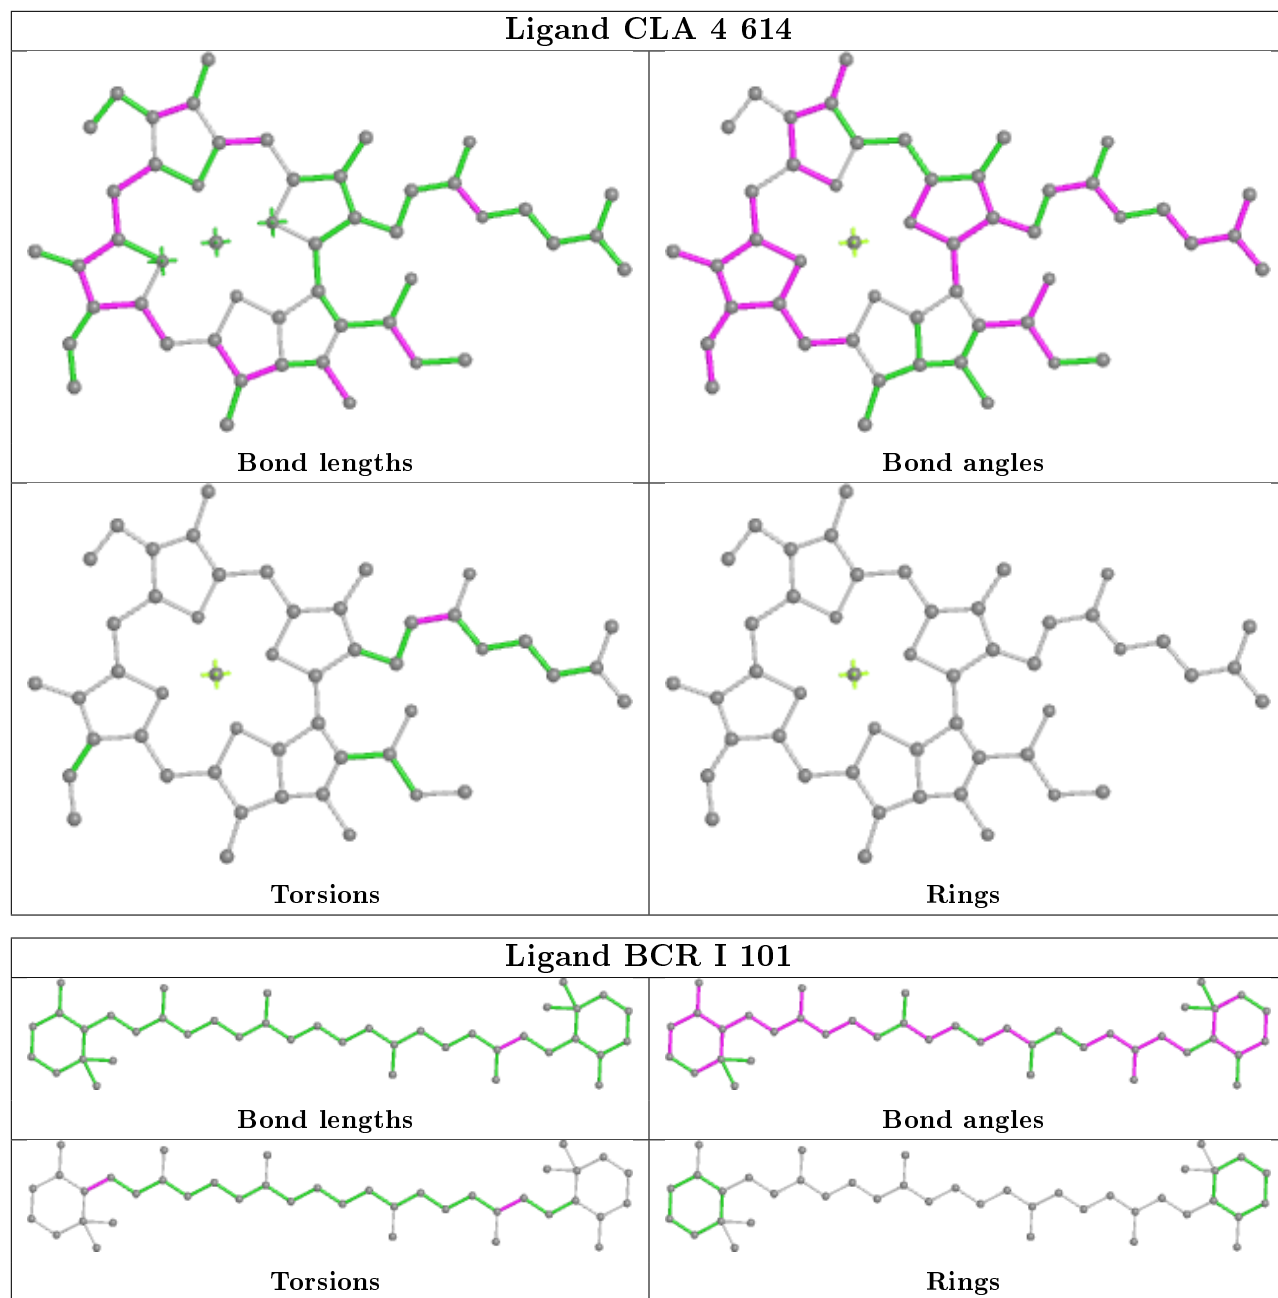 Ligand CLA 4 614
Bond lengths
Bond angles
Torsions
Rings
Ligand BCR I 101
Bond lengths
Bond angles
Torsions
Rings